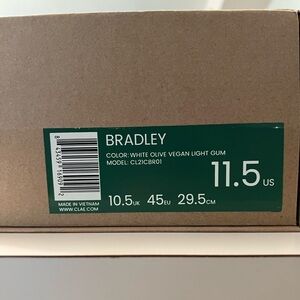 BRADLEY
COLOR: WHITE OLIVE VEGAN LIGHT GUM
MODEL: CL21CBR01
11.5 US
MADE IN VIETNAM
WWW.CLAE.COM
10.5 UK 45 EU 29.5 CM